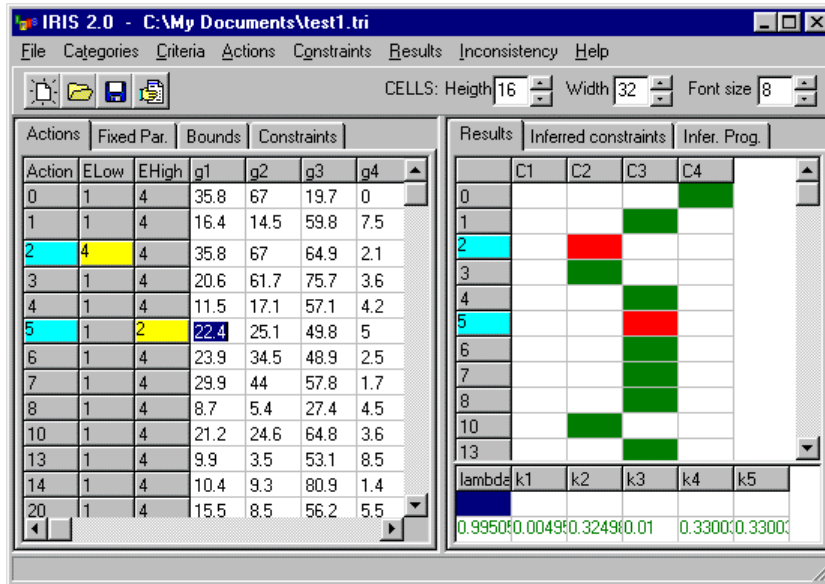 IRIS 2.0 - C:\My Documents\test1.tri
File Categories Criteria Actions Constraints Results Inconsistency Help
CELLS: Heigth 16 Width 32 Font size 8
Actions Fixed Par. Bounds Constraints
Action ELow EHigh g1 g2 g3 g4
0 1 4 35.8 67 19.7 0
1 1 4 16.4 14.5 59.8 7.5
2 4 4 35.8 67 64.9 2.1
3 1 4 20.6 61.7 75.7 3.6
4 1 4 11.5 17.1 57.1 4.2
5 1 2 22.4 25.1 49.8 5
6 1 4 23.9 34.5 48.9 2.5
7 1 4 29.9 44 57.8 1.7
8 1 4 8.7 5.4 27.4 4.5
10 1 4 21.2 24.6 64.8 3.6
13 1 4 9.9 3.5 53.1 8.5
14 1 4 10.4 9.3 80.9 1.4
20 1 4 15.5 8.5 56.2 5.5
Results Inferred constraints Infer. Prog.
C1 C2 C3 C4
0
1
2
3
4
5
6
7
8
10
13
lambda k1 k2 k3 k4 k5
0.01